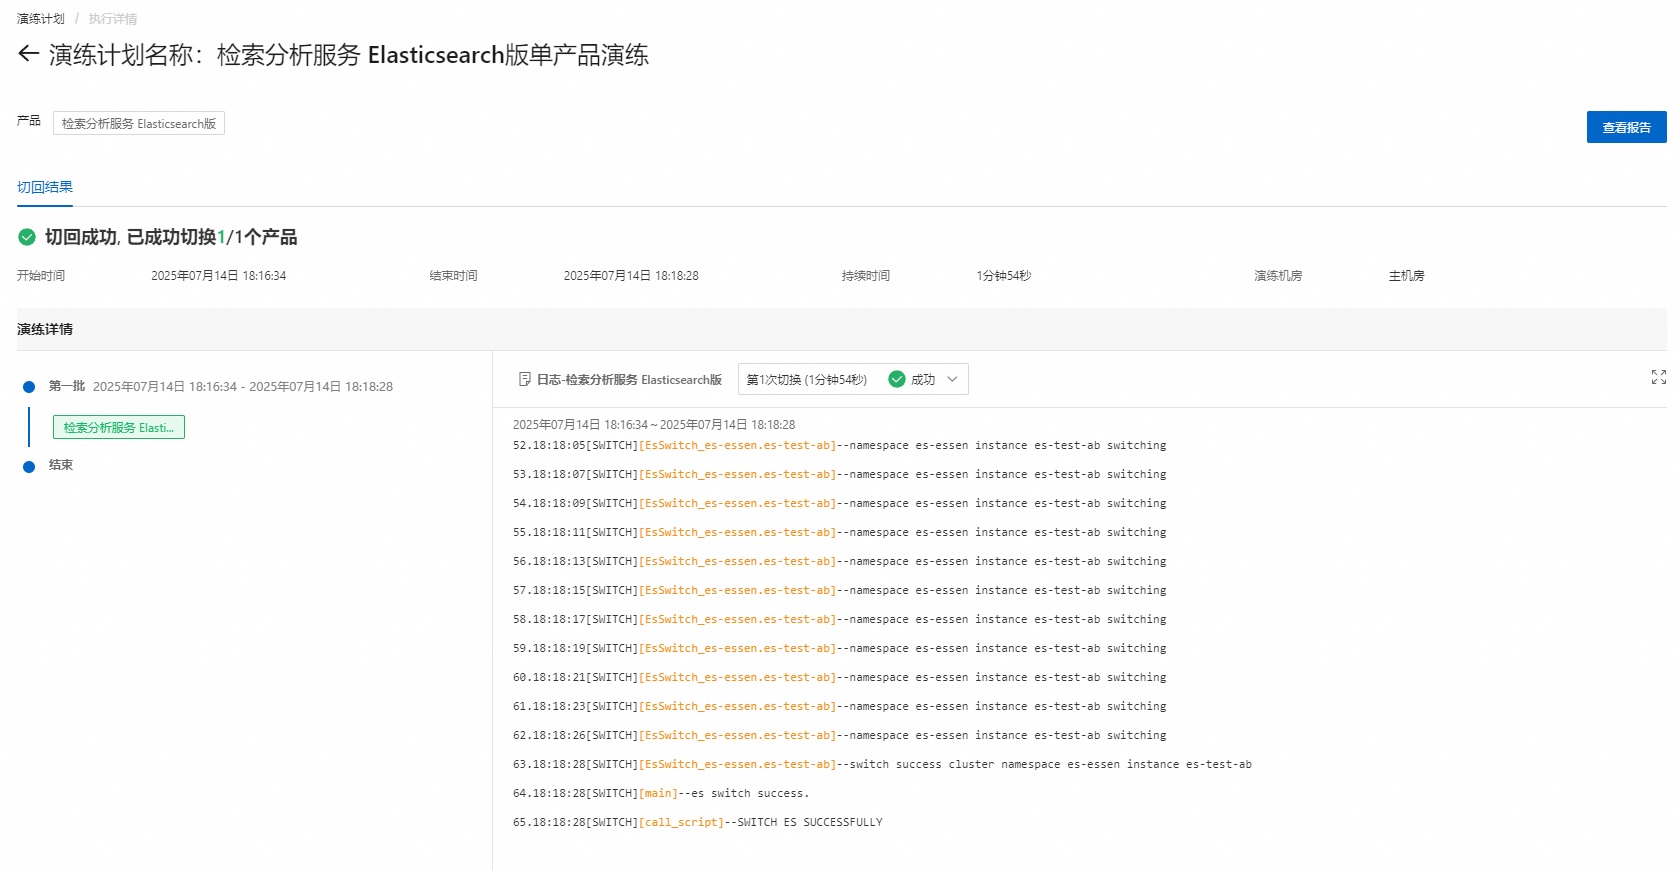 演练计划 / 执行详情
演练计划名称：检索分析服务 Elasticsearch版单产品演练
产品 检索分析服务 Elasticsearch版
查看报告
切回结果
切回成功, 已成功切换1/1个产品
开始时间 2025年07月14日 18:16:34 结束时间 2025年07月14日 18:18:28 持续时间 1分钟54秒 演练机房 主机房
演练详情
第一批 2025年07月14日 18:16:34 - 2025年07月14日 18:18:28
检索分析服务 Elasti...
结束
日志-检索分析服务 Elasticsearch版 第1次切换 (1分钟54秒) 成功
2025年07月14日 18:16:34 ~ 2025年07月14日 18:18:28
52.18:18:05[SWITCH][EsSwitch_es-essen.es-test-ab]--namespace es-essen instance es-test-ab switching
53.18:18:07[SWITCH][EsSwitch_es-essen.es-test-ab]--namespace es-essen instance es-test-ab switching
54.18:18:09[SWITCH][EsSwitch_es-essen.es-test-ab]--namespace es-essen instance es-test-ab switching
55.18:18:11[SWITCH][EsSwitch_es-essen.es-test-ab]--namespace es-essen instance es-test-ab switching
56.18:18:13[SWITCH][EsSwitch_es-essen.es-test-ab]--namespace es-essen instance es-test-ab switching
57.18:18:15[SWITCH][EsSwitch_es-essen.es-test-ab]--namespace es-essen instance es-test-ab switching
58.18:18:17[SWITCH][EsSwitch_es-essen.es-test-ab]--namespace es-essen instance es-test-ab switching
59.18:18:19[SWITCH][EsSwitch_es-essen.es-test-ab]--namespace es-essen instance es-test-ab switching
60.18:18:21[SWITCH][EsSwitch_es-essen.es-test-ab]--namespace es-essen instance es-test-ab switching
61.18:18:23[SWITCH][EsSwitch_es-essen.es-test-ab]--namespace es-essen instance es-test-ab switching
62.18:18:26[SWITCH][EsSwitch_es-essen.es-test-ab]--namespace es-essen instance es-test-ab switching
63.18:18:28[SWITCH][EsSwitch_es-essen.es-test-ab]--switch success cluster namespace es-essen instance es-test-ab
64.18:18:28[SWITCH][main]--es switch success.
65.18:18:28[SWITCH][call_script]--SWITCH ES SUCCESSFULLY